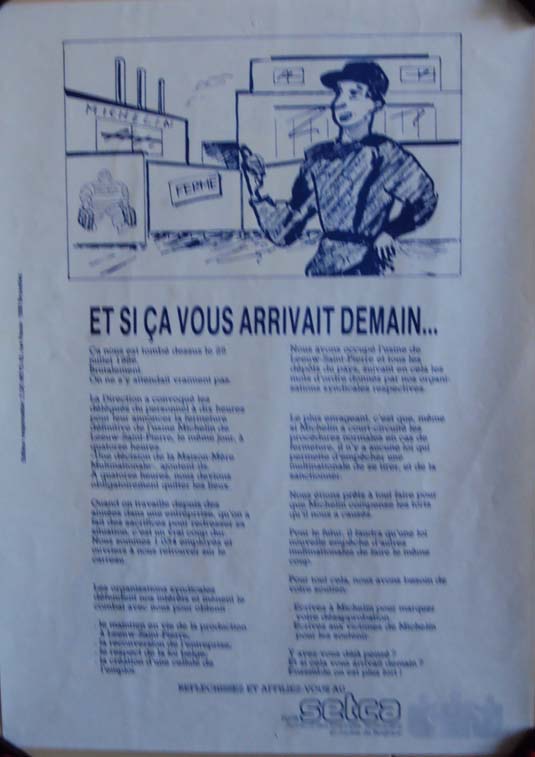 MICHELIN
FERMÉ
ET SI ÇA VOUS ARRIVAIT DEMAIN...
Ça nous est tombé dessus le 28
juillet
Brutalement.
On ne s'y attendait vraiment pas.
La Direction a convoqué les
délégués du personnel à dix heures
pour leur annoncer la fermeture
définitive de l'usine Michelin de
Leeuw-Saint-Pierre, le même jour, à
quatorze heures.
"Une décision de la Maison Mère
Multinationale", ajoutent-ils.
A quatorze heures, nous devions
obligatoirement quitter les lieux.
Quand on travaille depuis des
années dans une entreprise, qu'on a
fait des sacrifices pour redresser sa
situation, c'est un vrai coup dur.
Nous sommes 1.034 employés et
ouvriers à nous retrouver sur le
carreau.
Les organisations syndicales
défendent nos intérêts et mènent le
combat avec nous pour obtenir
le maintien en vie de la production
à Leeuw-Saint-Pierre,
la reconversion de l'entreprise,
le respect de la loi belge,
la création d'une cellule de
l'emploi.
Nous avons occupé l'usine de
Leeuw-Saint-Pierre et tous les
dépôts du pays, suivant en cela les
mots d'ordre donnés par nos organi-
sations syndicales respectives.
Le plus enrageant, c'est que, même
si Michelin a court-circuité les
procédures normales en cas de
fermeture, il n'y a aucune loi qui
permette d'empêcher une
multinationale de se tirer, et de la
sanctionner.
Nous étions prêts à tout faire pour
que Michelin compense les torts
qu'il nous a causés.
Pour le futur, il faudra qu'une loi
nouvelle empêche d'autres
multinationales de faire le même
coup.
Pour tout cela, nous avons besoin de
votre soutien.
Ecrivez à Michelin pour marquer
votre désapprobation.
Ecrivez aux victimes de Michelin
pour les soutenir.
Y avez-vous déjà pensé ?
Et si cela vous arrivait demain ?
Ensemble on est plus fort !
REFLECHISSEZ ET AFFILIEZ-VOUS AU
setca